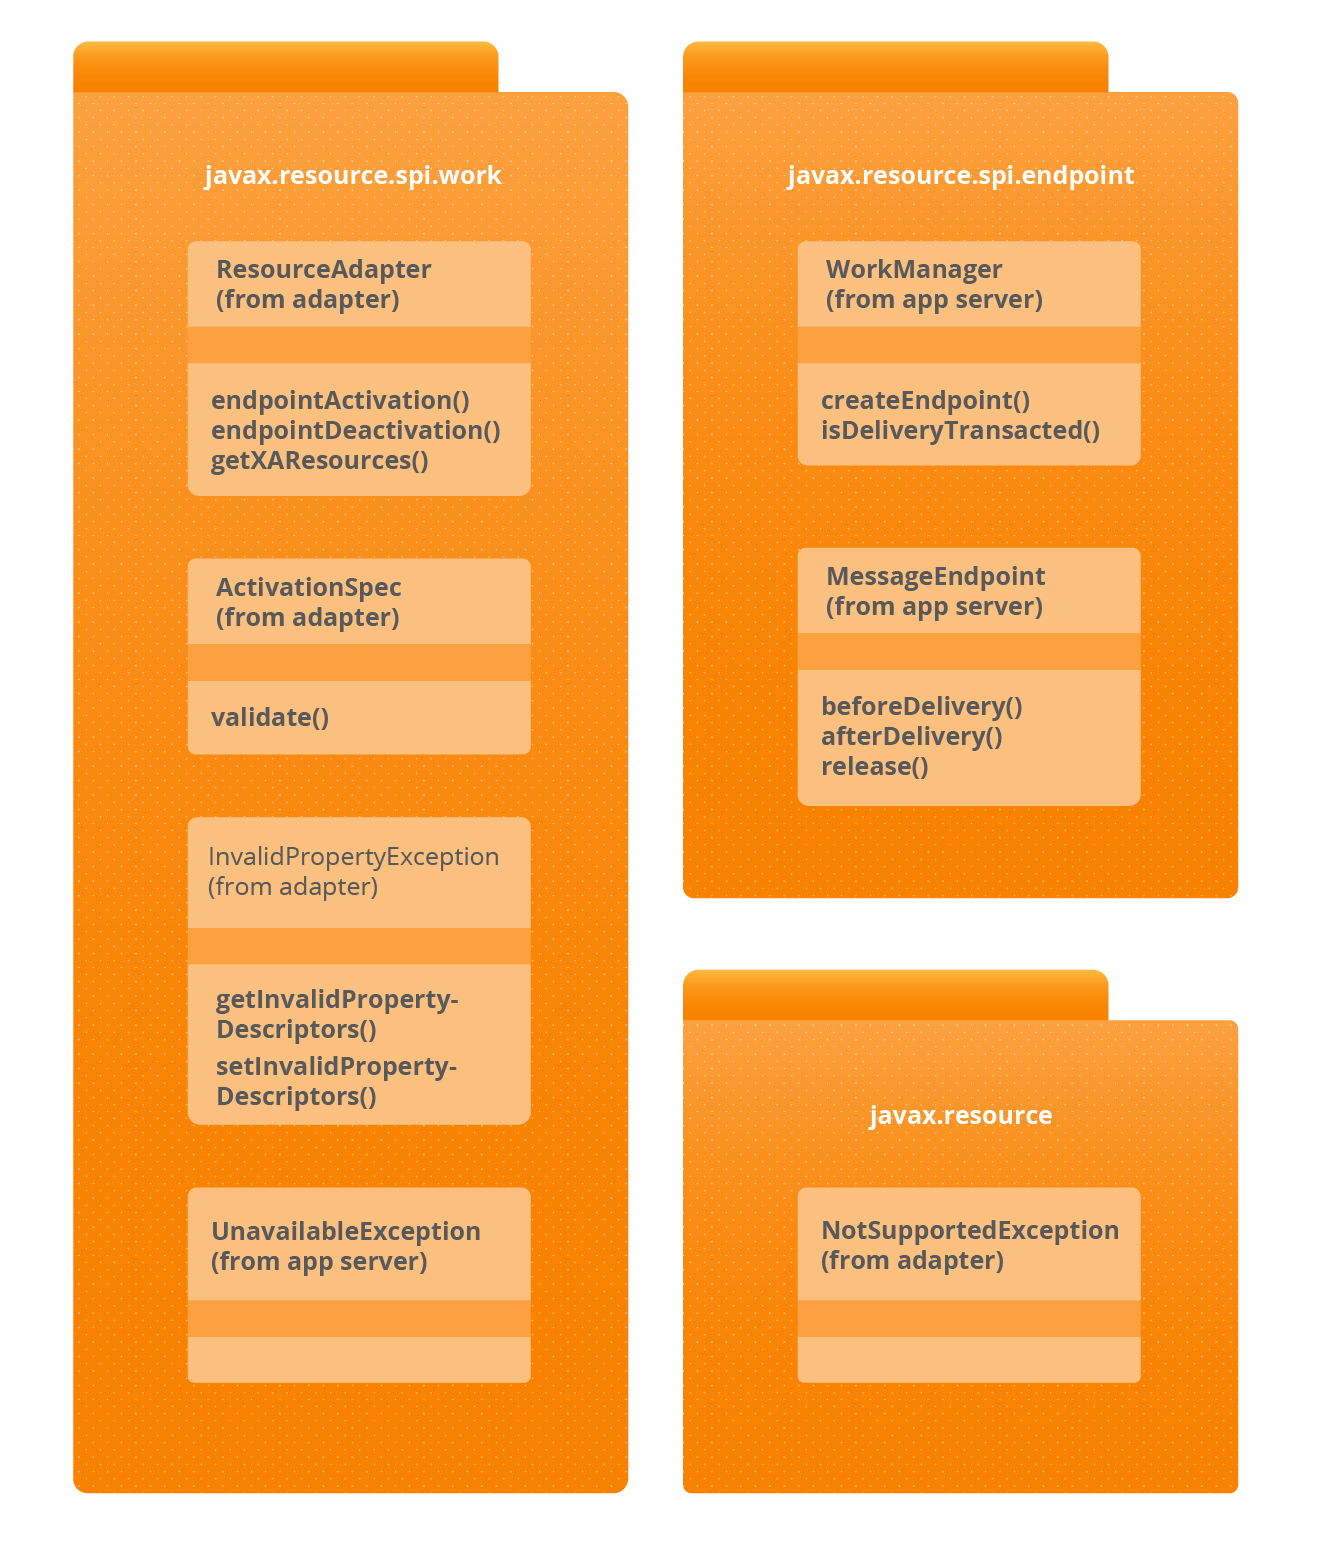 javax.resource.spi.work
ResourceAdapter
(from adapter)
endpointActivation()
endpointDeactivation()
getXAResources()
ActivationSpec
(from adapter)
validate()
InvalidPropertyException
(from adapter)
getInvalidProperty-
Descriptors()
setInvalidProperty-
Descriptors()
UnavailableException
(from app server)
javax.resource.spi.endpoint
WorkManager
(from app server)
createEndpoint()
isDeliveryTransacted()
MessageEndpoint
(from app server)
beforeDelivery()
afterDelivery()
release()
javax.resource
NotSupportedException
(from adapter)